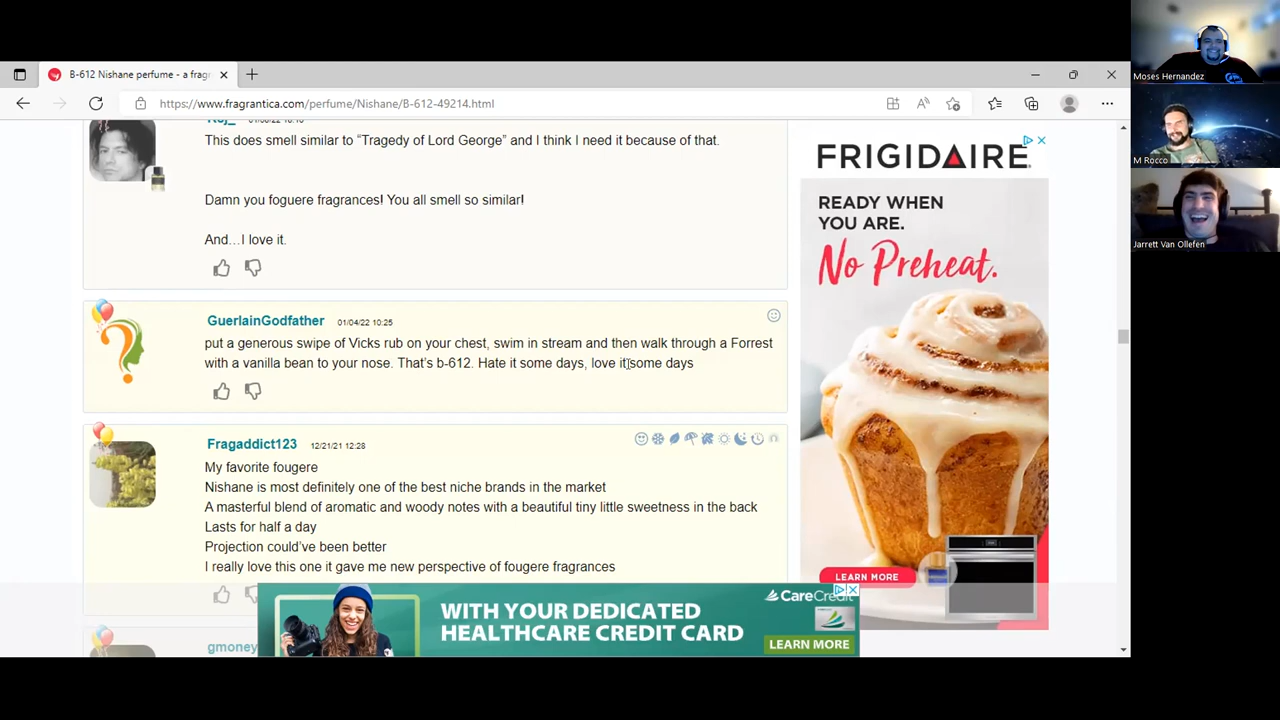 B-612 Nishane perfume - a fragr
https://www.fragrantica.com/perfume/Nishane/B-612-49214.html
This does smell similar to “Tragedy of Lord George” and I think I need it because of that.
Damn you foguere fragrances! You all smell so similar!
And…I love it.
GuerlainGodfather 01/04/22 10:25
put a generous swipe of Vicks rub on your chest, swim in stream and then walk through a Forrest
with a vanilla bean to your nose. That’s b-612. Hate it some days, love it some days
Fragaddict123 12/21/21 12:28
My favorite fougere
Nishane is most definitely one of the best niche brands in the market
A masterful blend of aromatic and woody notes with a beautiful tiny little sweetness in the back
Lasts for half a day
Projection could’ve been better
I really love this one it gave me new perspective of fougere fragrances
gmoney
FRIGIDAIRE
READY WHEN
YOU ARE.
No Preheat.
LEARN MORE
WITH YOUR DEDICATED
HEALTHCARE CREDIT CARD
CareCredit
LEARN MORE
Moses Hernandez
M Rocco
Jarrett Van Ollefen